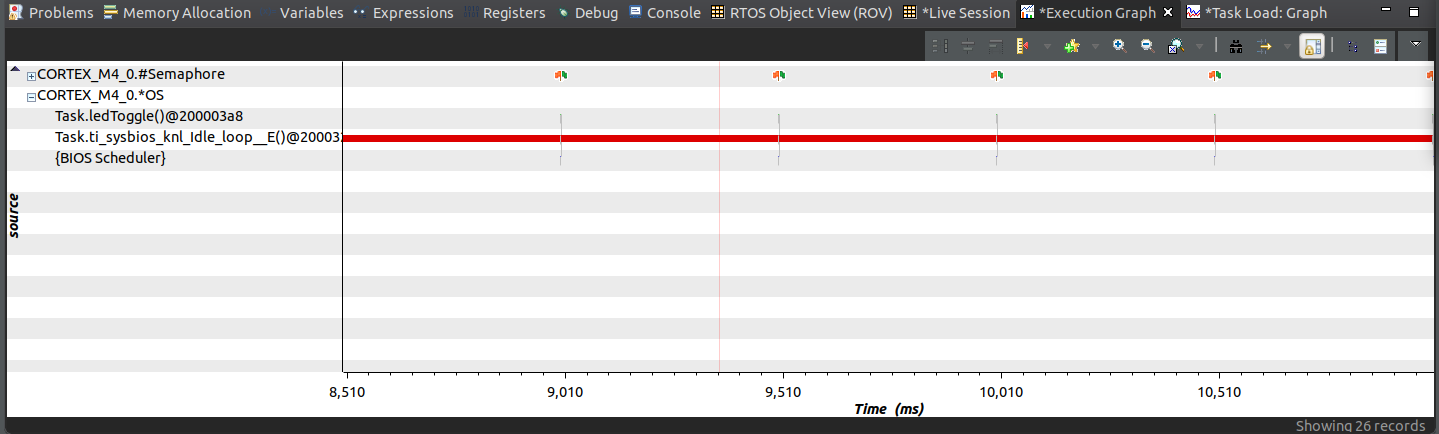 Problems Memory Allocation Variables Expressions Registers Debug Console RTOS Object View (ROV) *Live Session *Execution Graph *Task Load: Graph
CORTEX_M4_0.#Semaphore
CORTEX_M4_0.*OS
Task.ledToggle()@200003a8
Task.ti_sysbios_knl_Idle_loop__E()@20003
{BIOS Scheduler}
source
8,510 9,010 9,510 10,010 10,510
Time (ms)
Showing 26 records